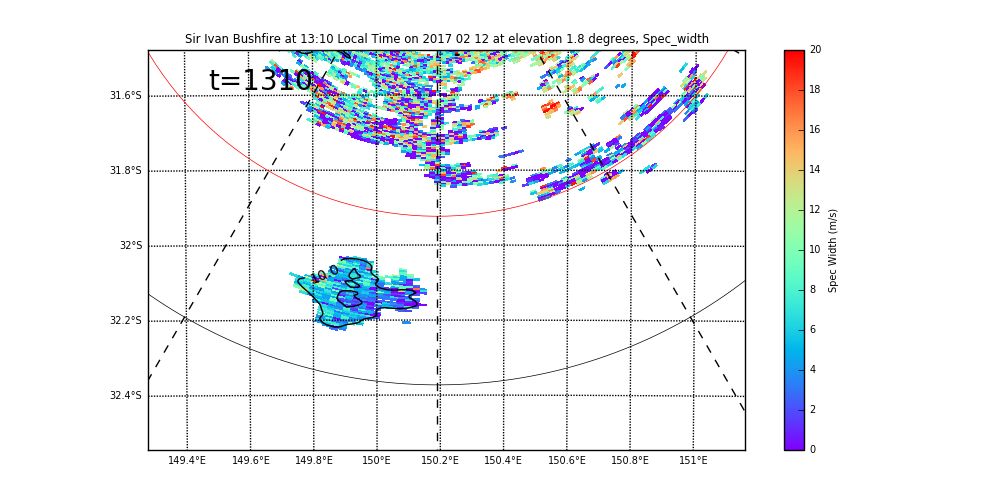 Sir Ivan Bushfire at 13:10 Local Time on 2017 02 12 at elevation 1.8 degrees, Spec_width
t=1310
31.6°S
31.8°S
32°S
32.2°S
32.4°S
10.0
149.4°E 149.6°E 149.8°E 150°E 150.2°E 150.4°E 150.6°E 150.8°E 151°E
20
18
16
14
12
10
8
6
4
2
0
Spec Width (m/s)